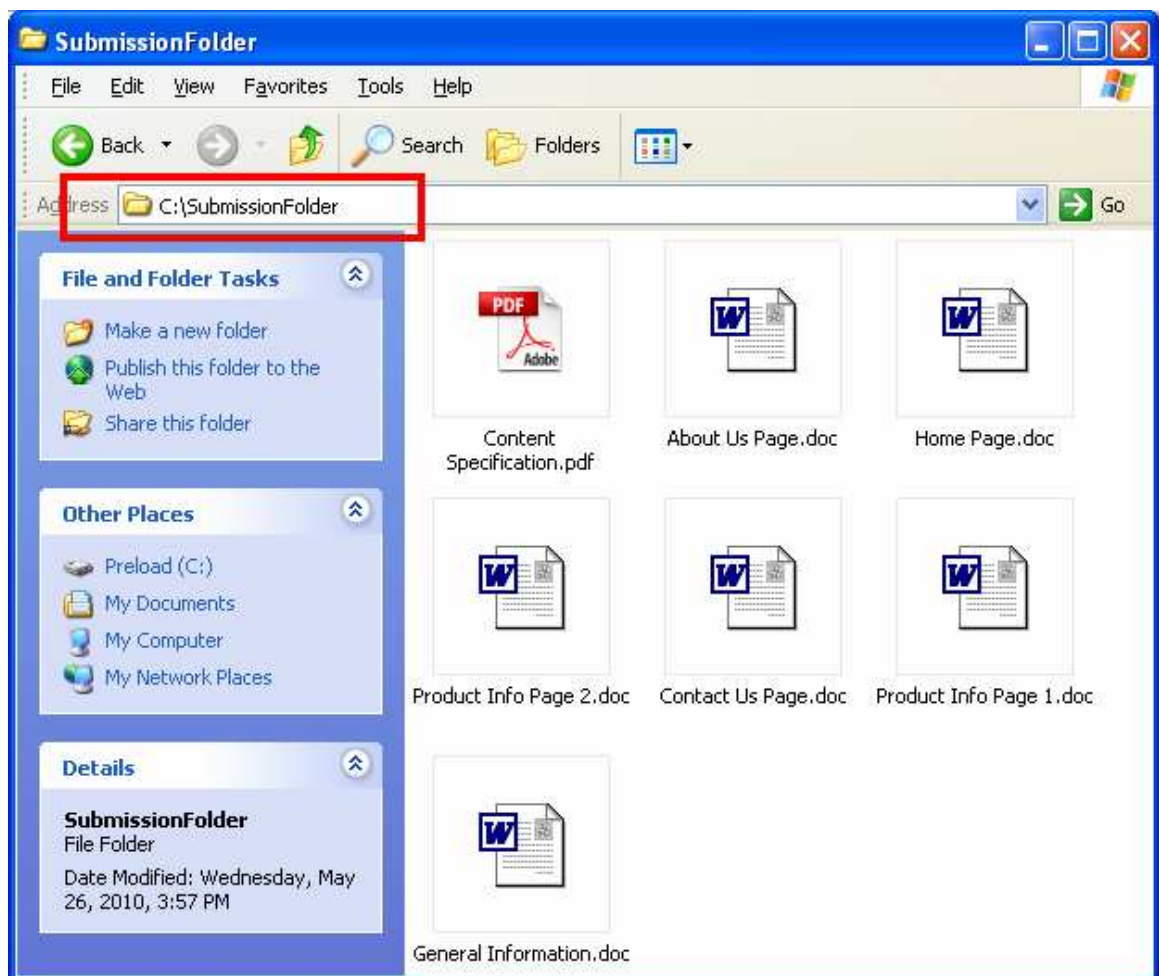 SubmissionFolder
File Edit View Favorites Tools Help
Back Search Folders
Address C:\SubmissionFolder Go
File and Folder Tasks
Make a new folder
Publish this folder to the
Web
Share this folder
Other Places
Preload (C:)
My Documents
My Computer
My Network Places
Details
SubmissionFolder
File Folder
Date Modified: Wednesday, May
26, 2010, 3:57 PM
PDF
Adobe
Content
Specification.pdf
W
About Us Page.doc
W
Home Page.doc
W
Product Info Page 2.doc
W
Contact Us Page.doc
W
Product Info Page 1.doc
W
General Information.doc